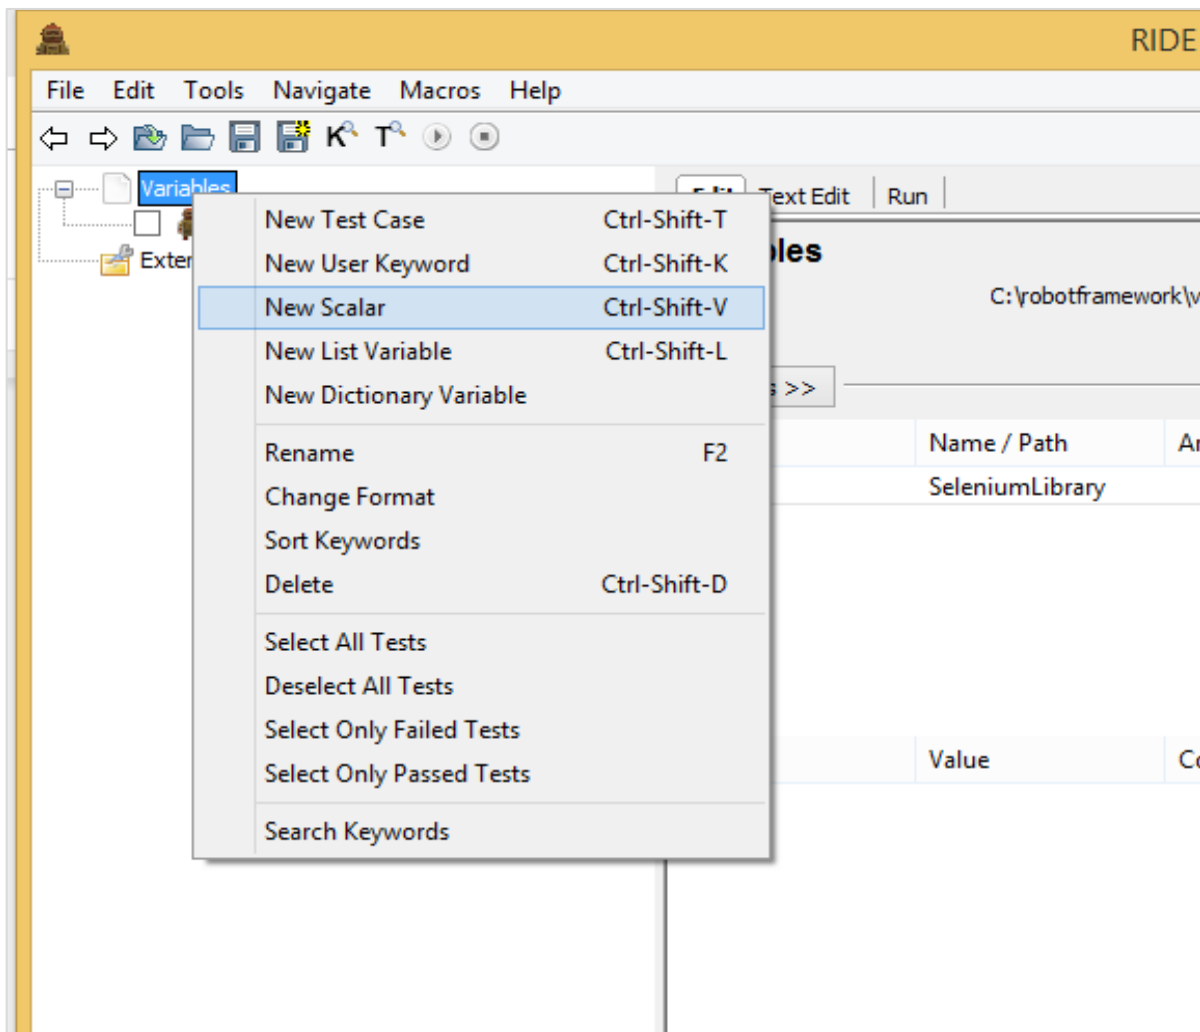 RIDE
File Edit Tools Navigate Macros Help
K T
Variables
Edit Text Edit Run
New Test Case Ctrl-Shift-T
New User Keyword Ctrl-Shift-K
Exter
New Scalar Ctrl-Shift-V
C:\robotframework\v
New List Variable Ctrl-Shift-L
New Dictionary Variable
>>
Rename F2
Name / Path
Change Format
SeleniumLibrary
Sort Keywords
Delete Ctrl-Shift-D
Select All Tests
Deselect All Tests
Select Only Failed Tests
Select Only Passed Tests
Value
Search Keywords